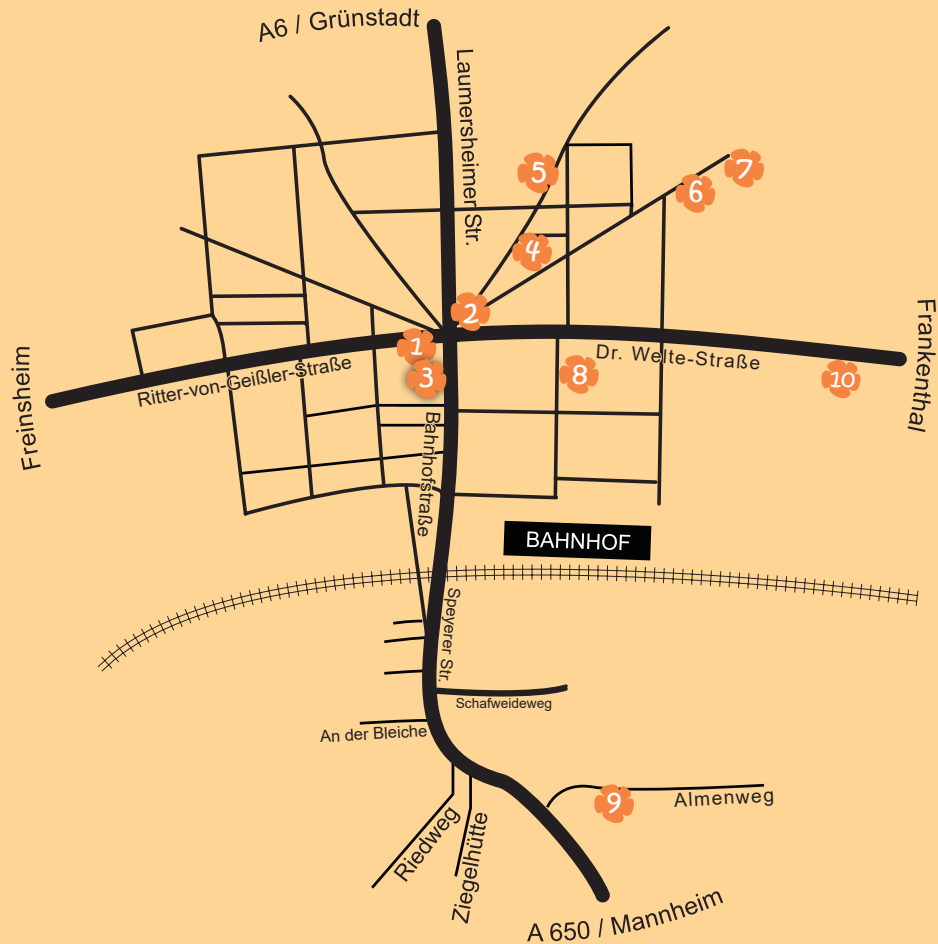 A6 / Grünstadt
Laumersheimer Str.
5
7
6
4
2
1
3
Ritter-von-Geißler-Straße
Dr. Welte-Straße
8
10
Freinsheim
Frankenthal
Bahnhofstraße
BAHNHOF
Speyerer Str.
Schafweideweg
An der Bleiche
9
Almenweg
Riedweg
Ziegelhütte
A 650 / Mannheim